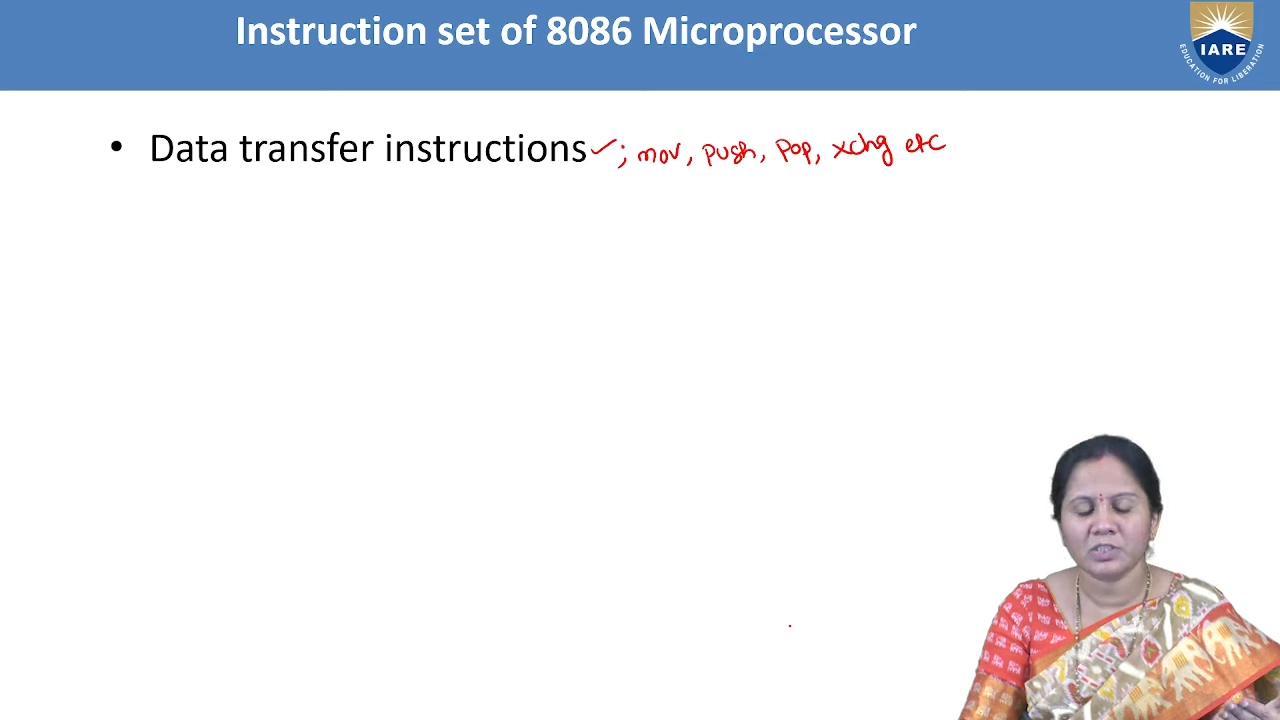 Instruction set of 8086 Microprocessor
IARE
EDUCATION FOR LIBERATION
• Data transfer instructions ✓; mov, push, pop, xchg etc